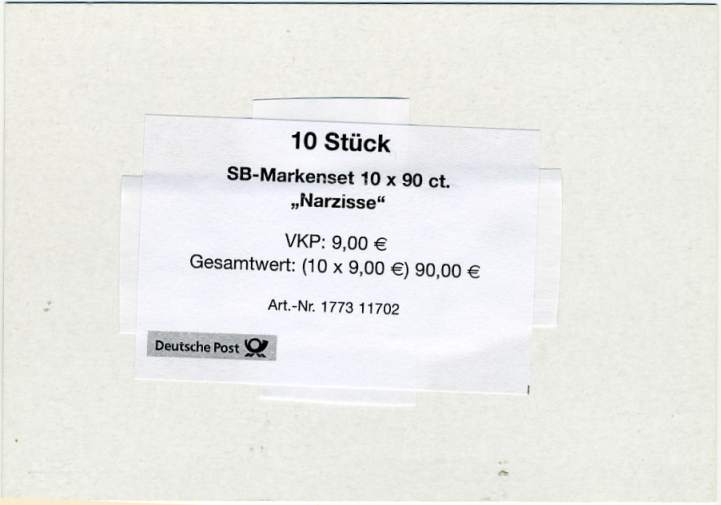 10 Stück
SB-Markenset 10 x 90 ct.
„Narzisse“
VKP: 9,00 €
Gesamtwert: (10 x 9,00 €) 90,00 €
Art.-Nr. 1773 11702
Deutsche Post